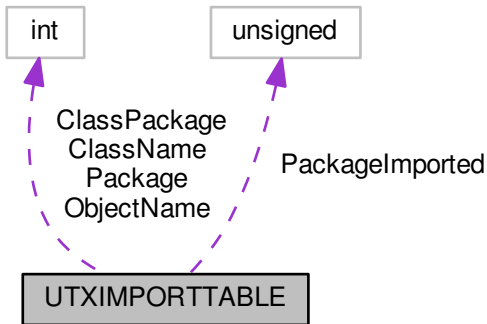 int
unsigned
ClassPackage
ClassName
Package
ObjectName
PackageImported
UTXIMPORTTABLE